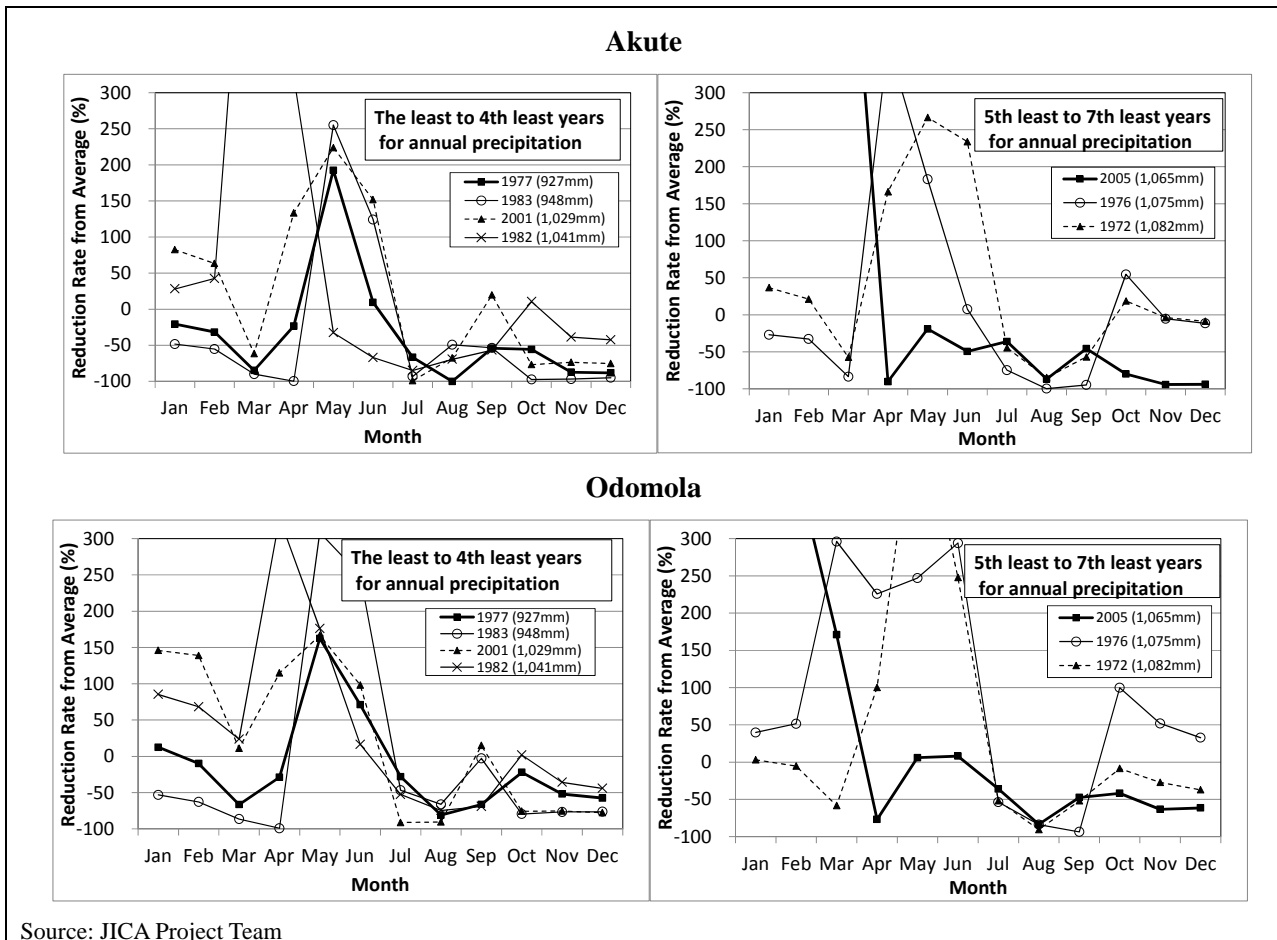 Akute
Reduction Rate from Average (%)
300
250
200
150
100
50
0
-50
-100
The least to 4th least years
for annual precipitation
1977 (927mm)
1983 (948mm)
2001 (1,029mm)
1982 (1,041mm)
Jan Feb Mar Apr May Jun Jul Aug Sep Oct Nov Dec
Month
Reduction Rate from Average (%)
300
250
200
150
100
50
0
-50
-100
5th least to 7th least years
for annual precipitation
2005 (1,065mm)
1976 (1,075mm)
1972 (1,082mm)
Jan Feb Mar Apr May Jun Jul Aug Sep Oct Nov Dec
Month
Odomola
Reduction Rate from Average (%)
300
250
200
150
100
50
0
-50
-100
The least to 4th least years
for annual precipitation
1977 (927mm)
1983 (948mm)
2001 (1,029mm)
1982 (1,041mm)
Jan Feb Mar Apr May Jun Jul Aug Sep Oct Nov Dec
Month
Reduction Rate from Average (%)
300
250
200
150
100
50
0
-50
-100
5th least to 7th least years
for annual precipitation
2005 (1,065mm)
1976 (1,075mm)
1972 (1,082mm)
Jan Feb Mar Apr May Jun Jul Aug Sep Oct Nov Dec
Month
Source: JICA Project Team